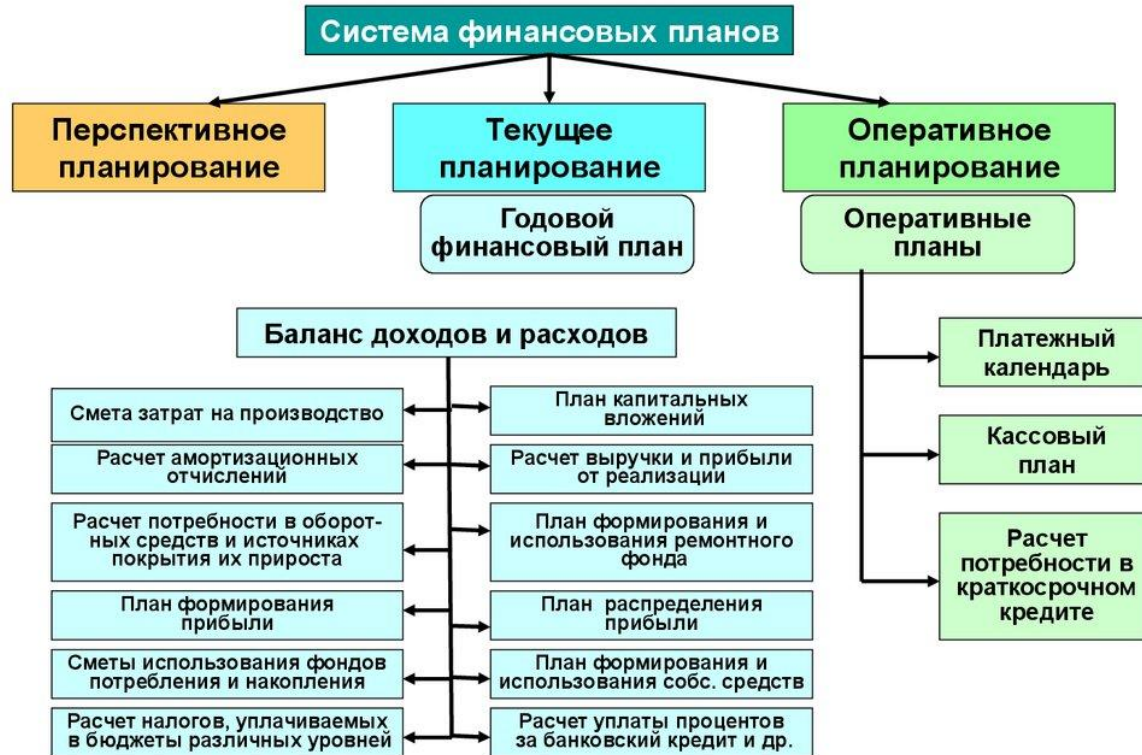 Система финансовых планов
Перспективное
планирование
Текущее
планирование
Оперативное
планирование
Годовой
финансовый план
Оперативные
планы
Баланс доходов и расходов
Смета затрат на производство
Расчет амортизационных
отчислений
Расчет потребности в оборот-
ных средств и источниках
покрытия их прироста
План формирования
прибыли
Сметы использования фондов
потребления и накопления
Расчет налогов, уплачиваемых
в бюджеты различных уровней
План капитальных
вложений
Расчет выручки и прибыли
от реализации
План формирования и
использования ремонтного
фонда
План распределения
прибыли
План формирования и
использования собс. средств
Расчет уплаты процентов
за банковский кредит и др.
Платежный
календарь
Кассовый
план
Расчет
потребности в
краткосрочном
кредите